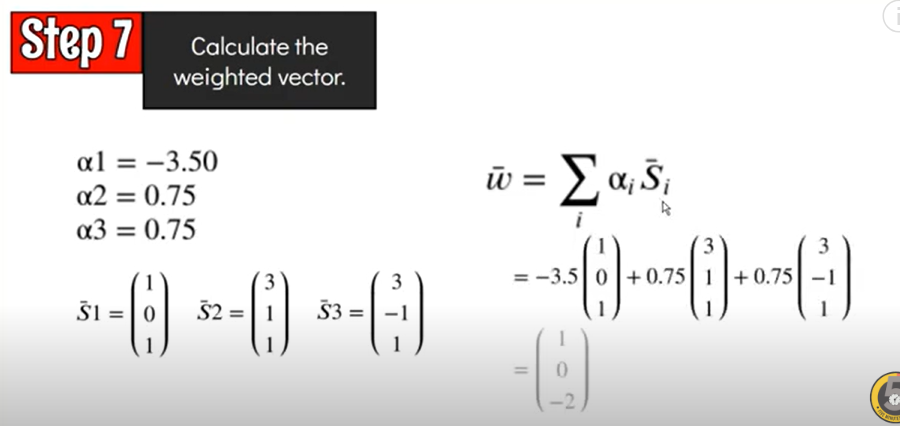 Step 7
Calculate the
weighted vector.
α1 = −3.50
α2 = 0.75
α3 = 0.75
S̄1 = (1 0 1) S̄2 = (3 1 1) S̄3 = (3 −1 1)
w̄ = ∑ᵢ αᵢ S̄ᵢ
= −3.5 (1 0 1) + 0.75 (3 1 1) + 0.75 (3 −1 1)
= (1 0 −2)